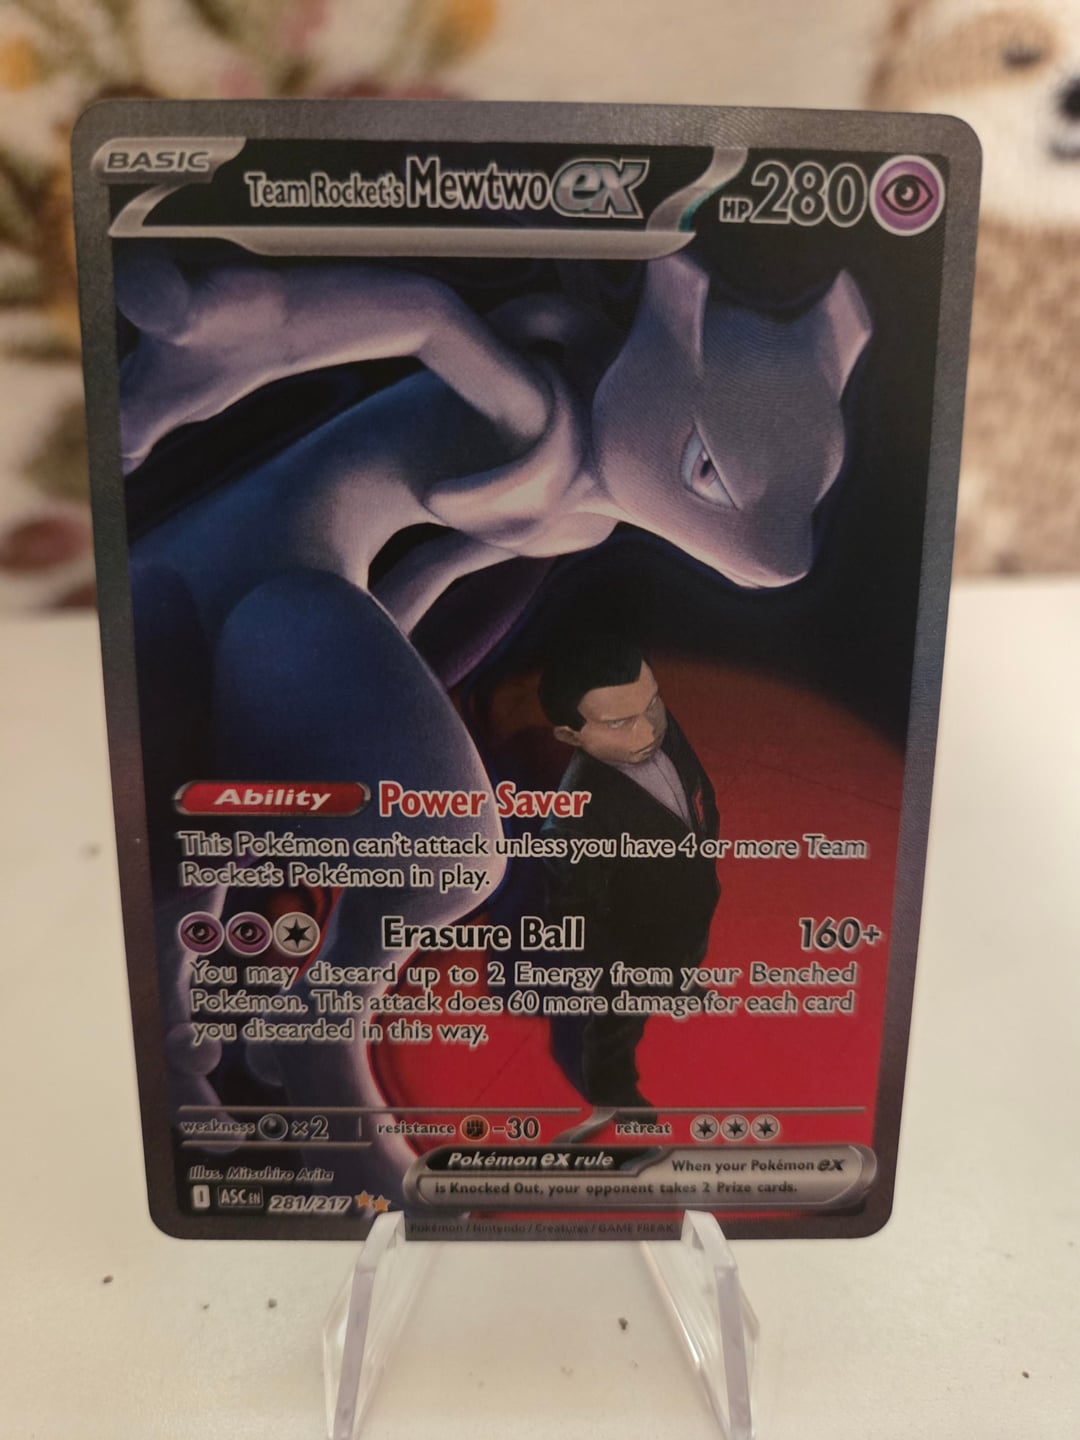 BASIC
Team Rocket's Mewtwo ex HP 280
Ability Power Saver
This Pokémon can't attack unless you have 4 or more Team
Rocket's Pokémon in play.
Erasure Ball 160+
You may discard up to 2 Energy from your Benched
Pokémon. This attack does 60 more damage for each card
you discarded in this way.
weakness ×2 resistance -30 retreat
Pokémon ex rule When your Pokémon ex
is Knocked Out, your opponent takes 2 Prize cards.
Illus. Mitsuhiro Arita
I ASC EN 281/217
Pokémon / Nintendo / Creatures / GAME FREAK